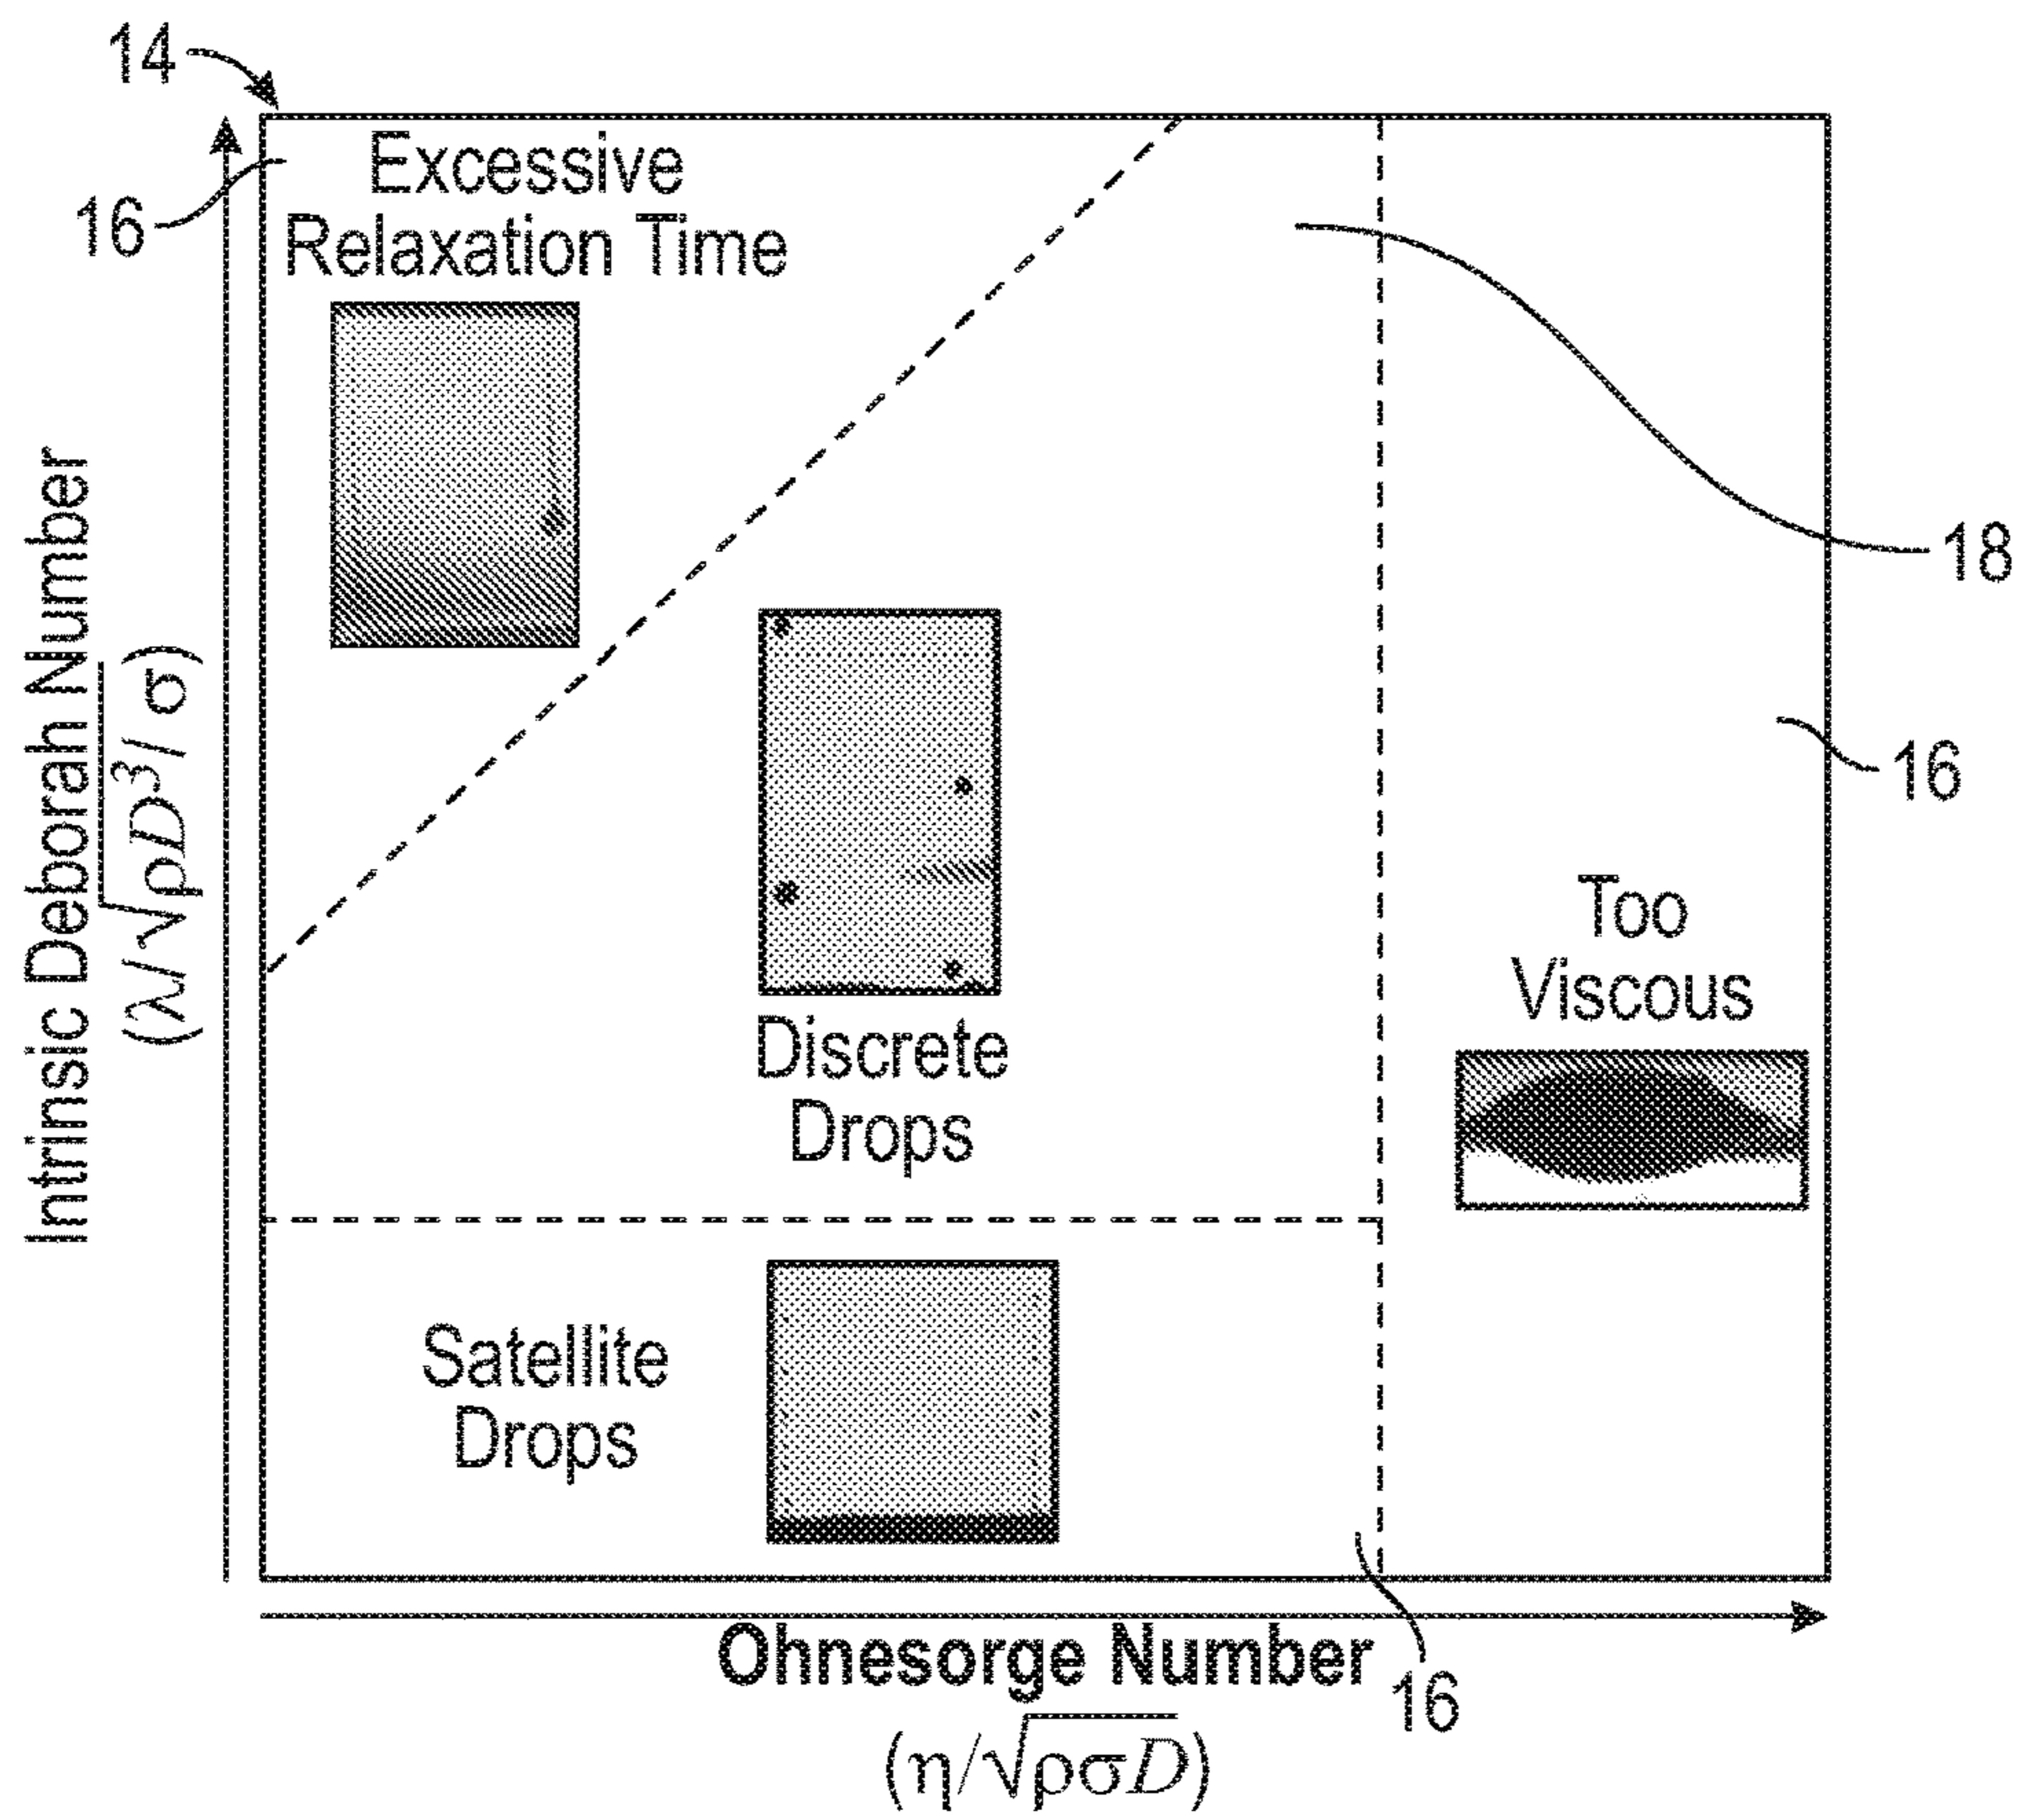 14
16
Excessive
Relaxation Time
18
16
Intrinsic Deborah Number
(λ/√ρD³/ σ)
Too
Viscous
Discrete
Drops
Satellite
Drops
Ohnesorge Number
16
(η/√ρσD)